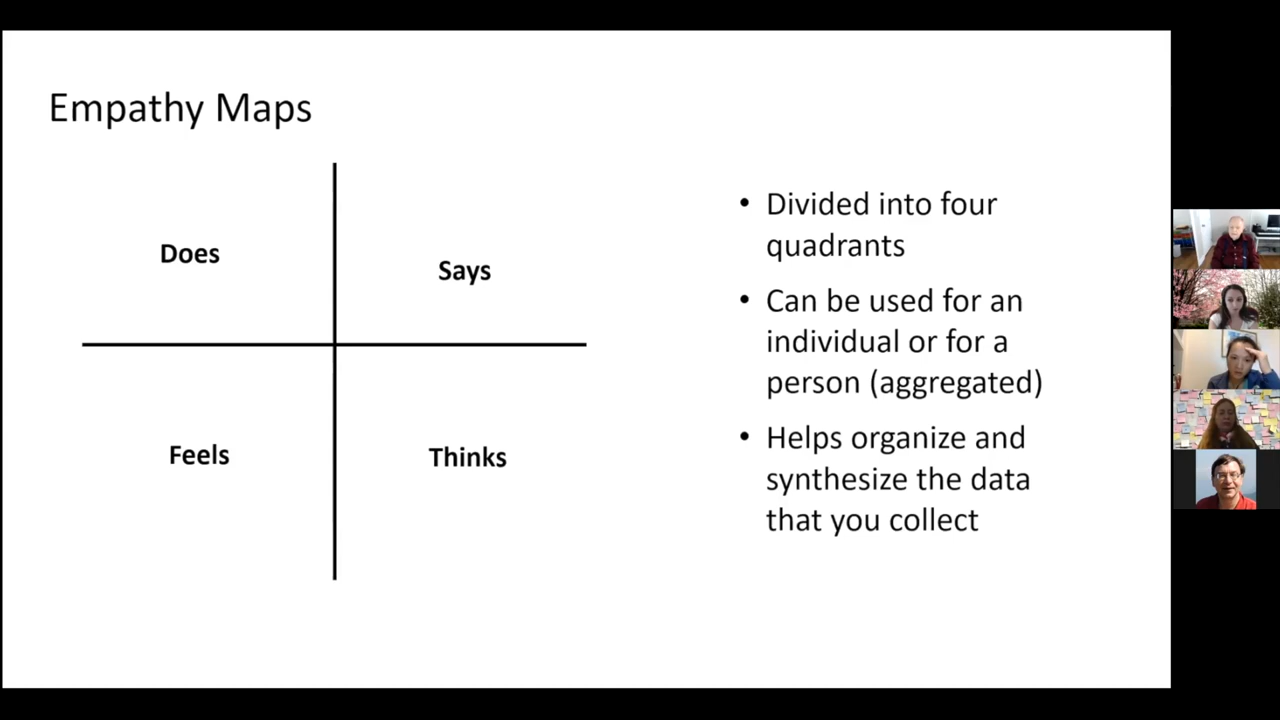 Empathy Maps
Does
Says
Feels
Thinks
• Divided into four
quadrants
• Can be used for an
individual or for a
person (aggregated)
• Helps organize and
synthesize the data
that you collect